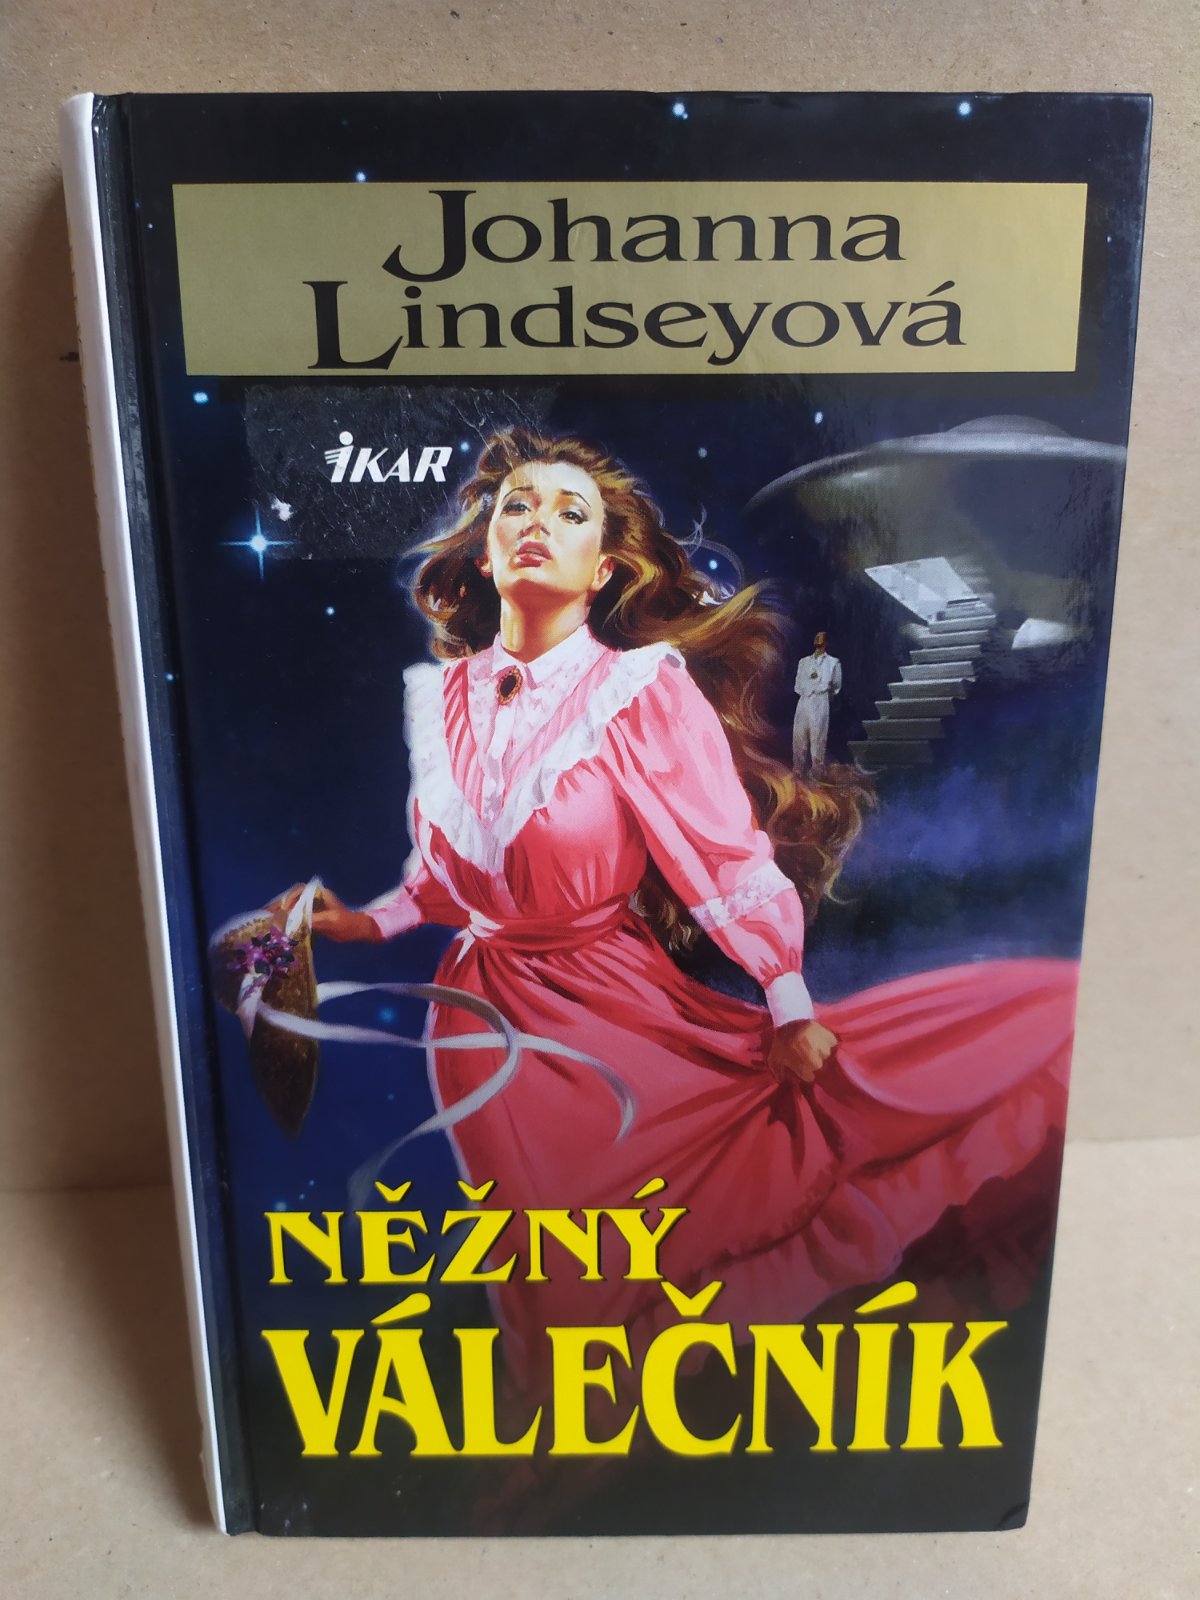 Johanna
Lindseyová
IKAR
NĚŽNÝ
VÁLEČNÍK